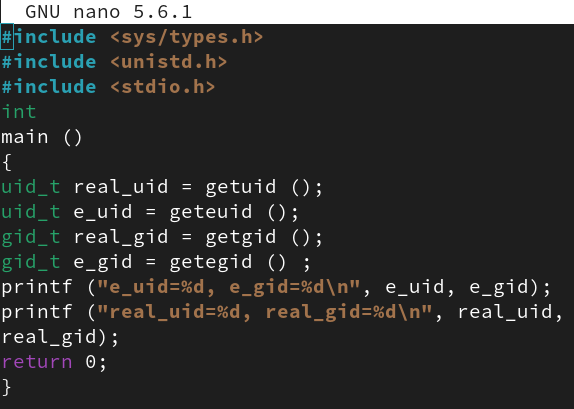 GNU nano 5.6.1
#include <sys/types.h>
#include <unistd.h>
#include <stdio.h>
int
main ()
{
uid_t real_uid = getuid ();
uid_t e_uid = geteuid ();
gid_t real_gid = getgid ();
gid_t e_gid = getegid () ;
printf ("e_uid=%d, e_gid=%d\n", e_uid, e_gid);
printf ("real_uid=%d, real_gid=%d\n", real_uid,
real_gid);
return 0;
}